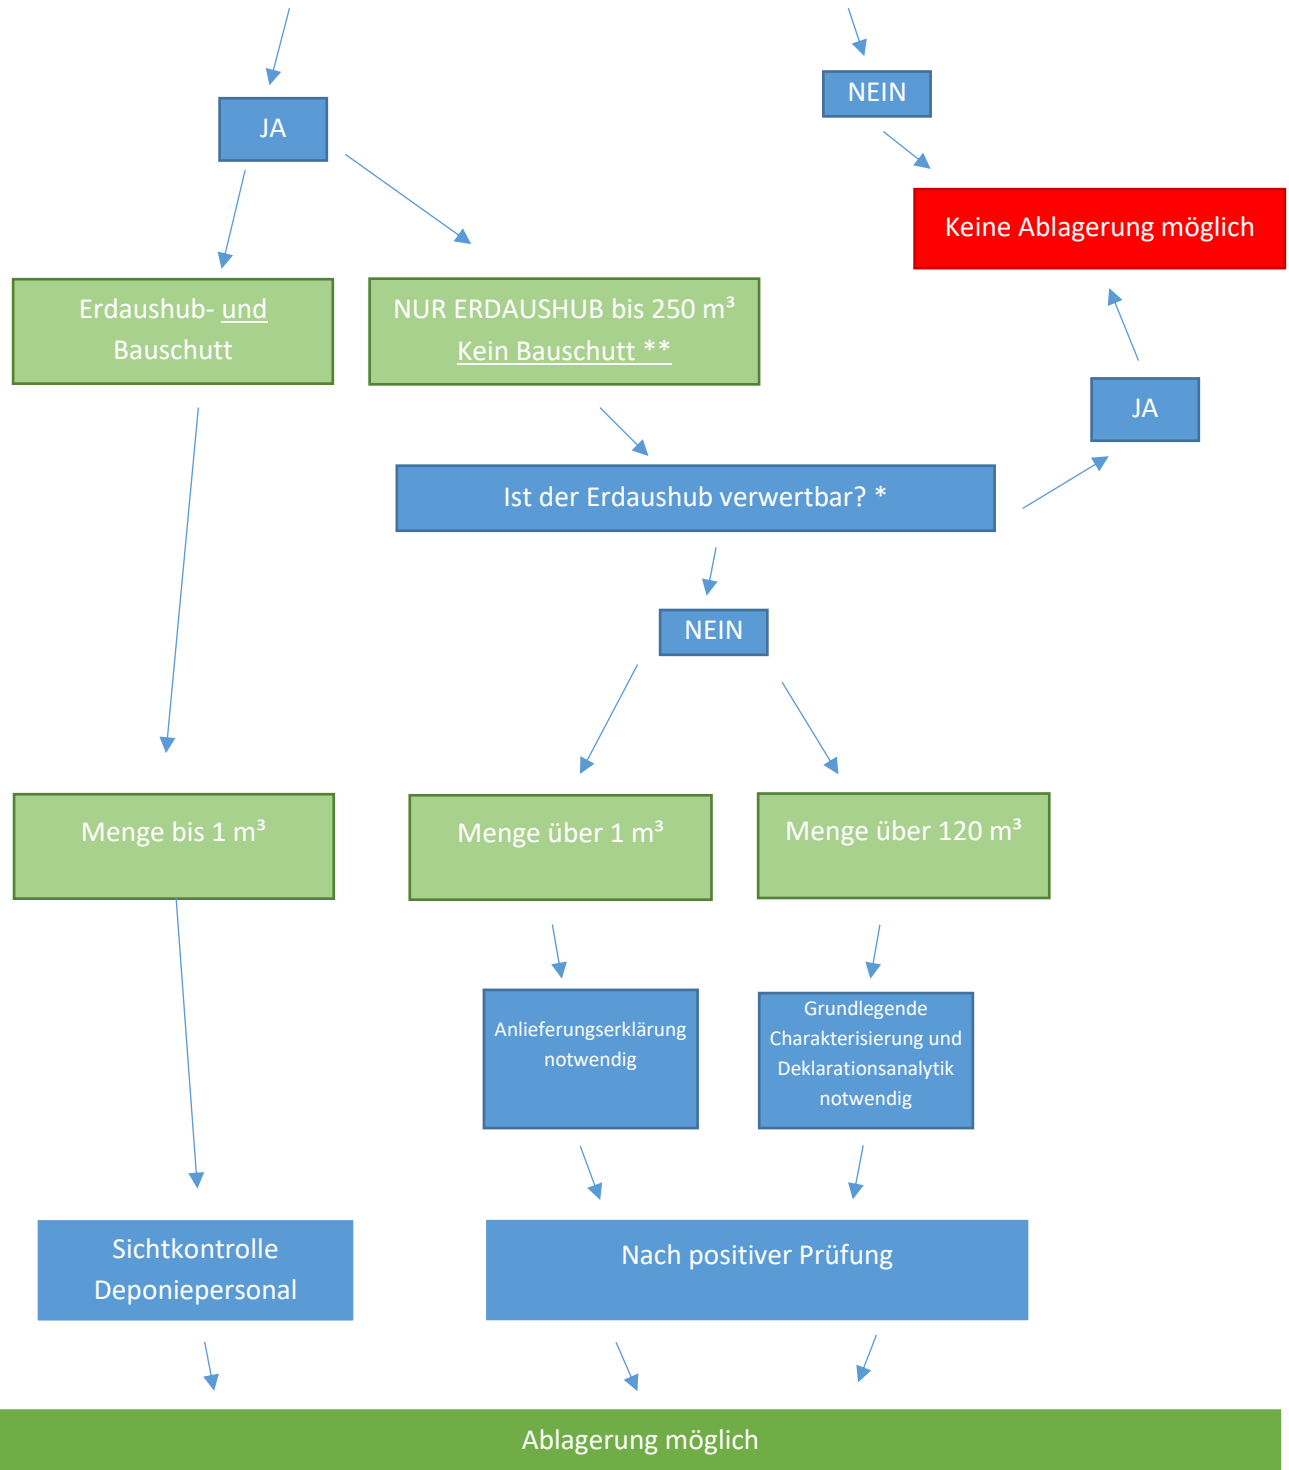 NEIN
JA
Keine Ablagerung möglich
Erdaushub- und
Bauschutt
NUR ERDAUSHUB bis 250 m³
Kein Bauschutt **
JA
Ist der Erdaushub verwertbar? *
NEIN
Menge bis 1 m³
Menge über 1 m³
Menge über 120 m³
Anlieferungserklärung
notwendig
Grundlegende
Charakterisierung und
Deklarationsanalytik
notwendig
Sichtkontrolle
Deponiepersonal
Nach positiver Prüfung
Ablagerung möglich